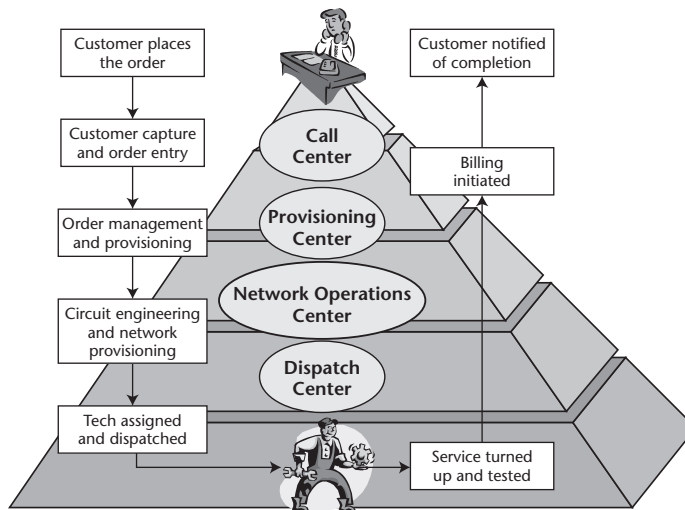 Customer places
the order
Customer capture
and order entry
Order management
and provisioning
Circuit engineering
and network
provisioning
Tech assigned
and dispatched
Call
Center
Provisioning
Center
Network Operations
Center
Dispatch
Center
Service turned
up and tested
Billing
initiated
Customer notified
of completion